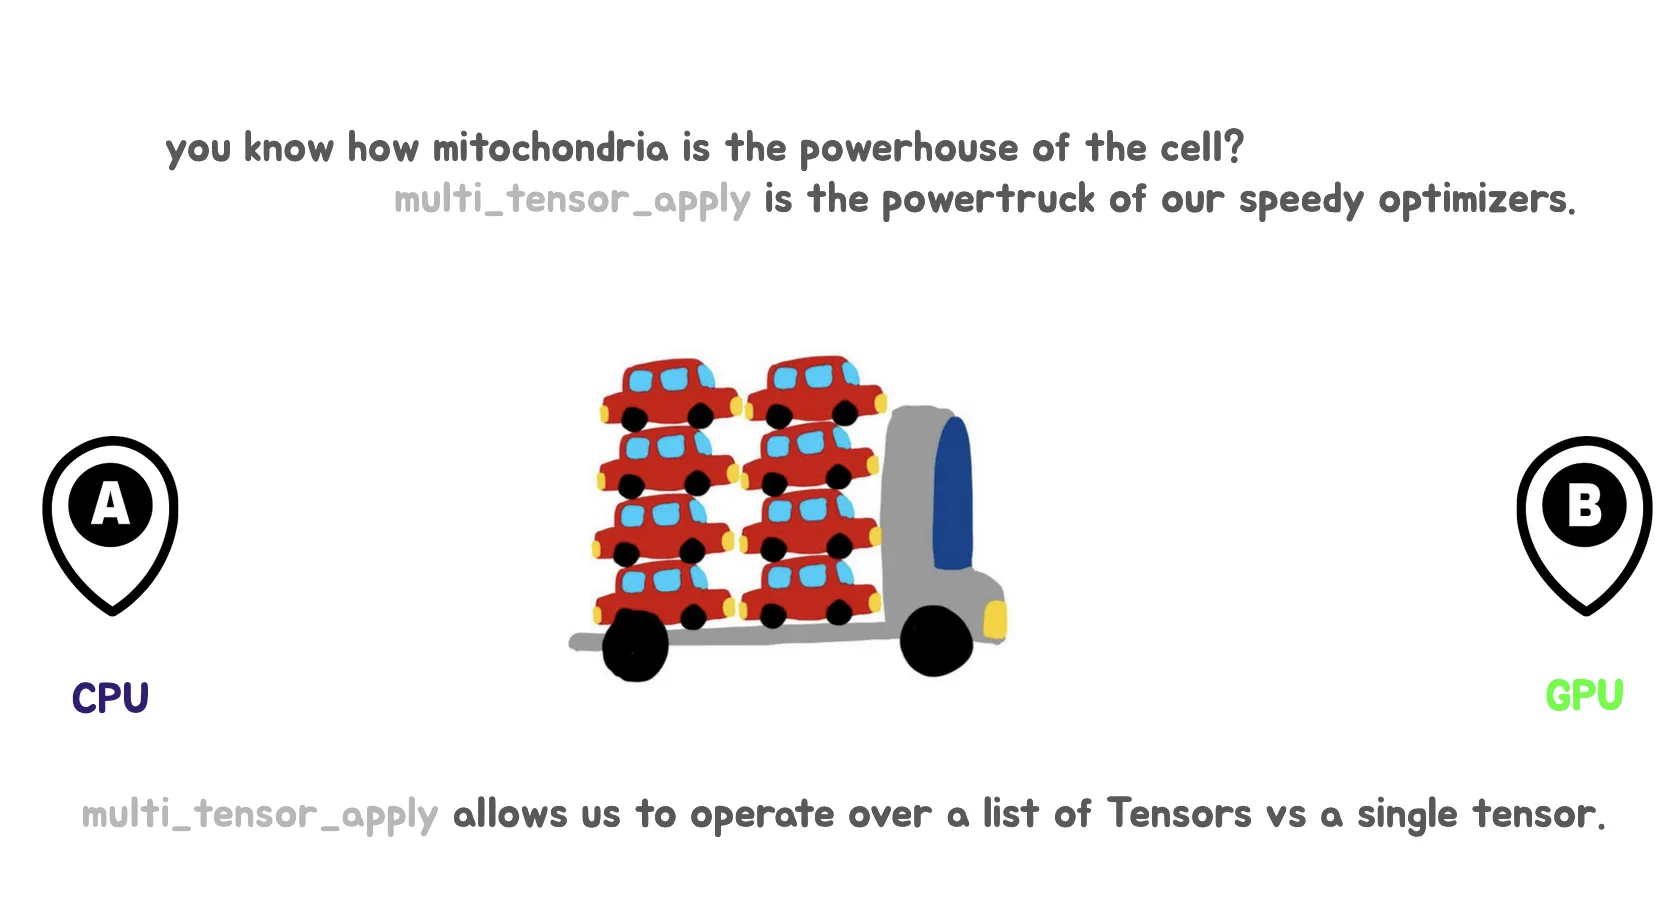 you know how mitochondria is the powerhouse of the cell?
multi_tensor_apply is the powertruck of our speedy optimizers.
A
B
CPU
GPU
multi_tensor_apply allows us to operate over a list of Tensors vs a single tensor.